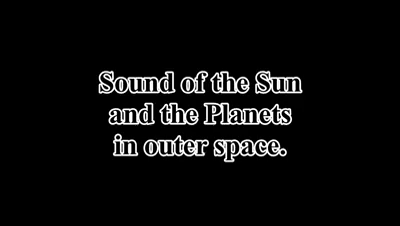 Sound of the Sun
and the Planets
in outer space.